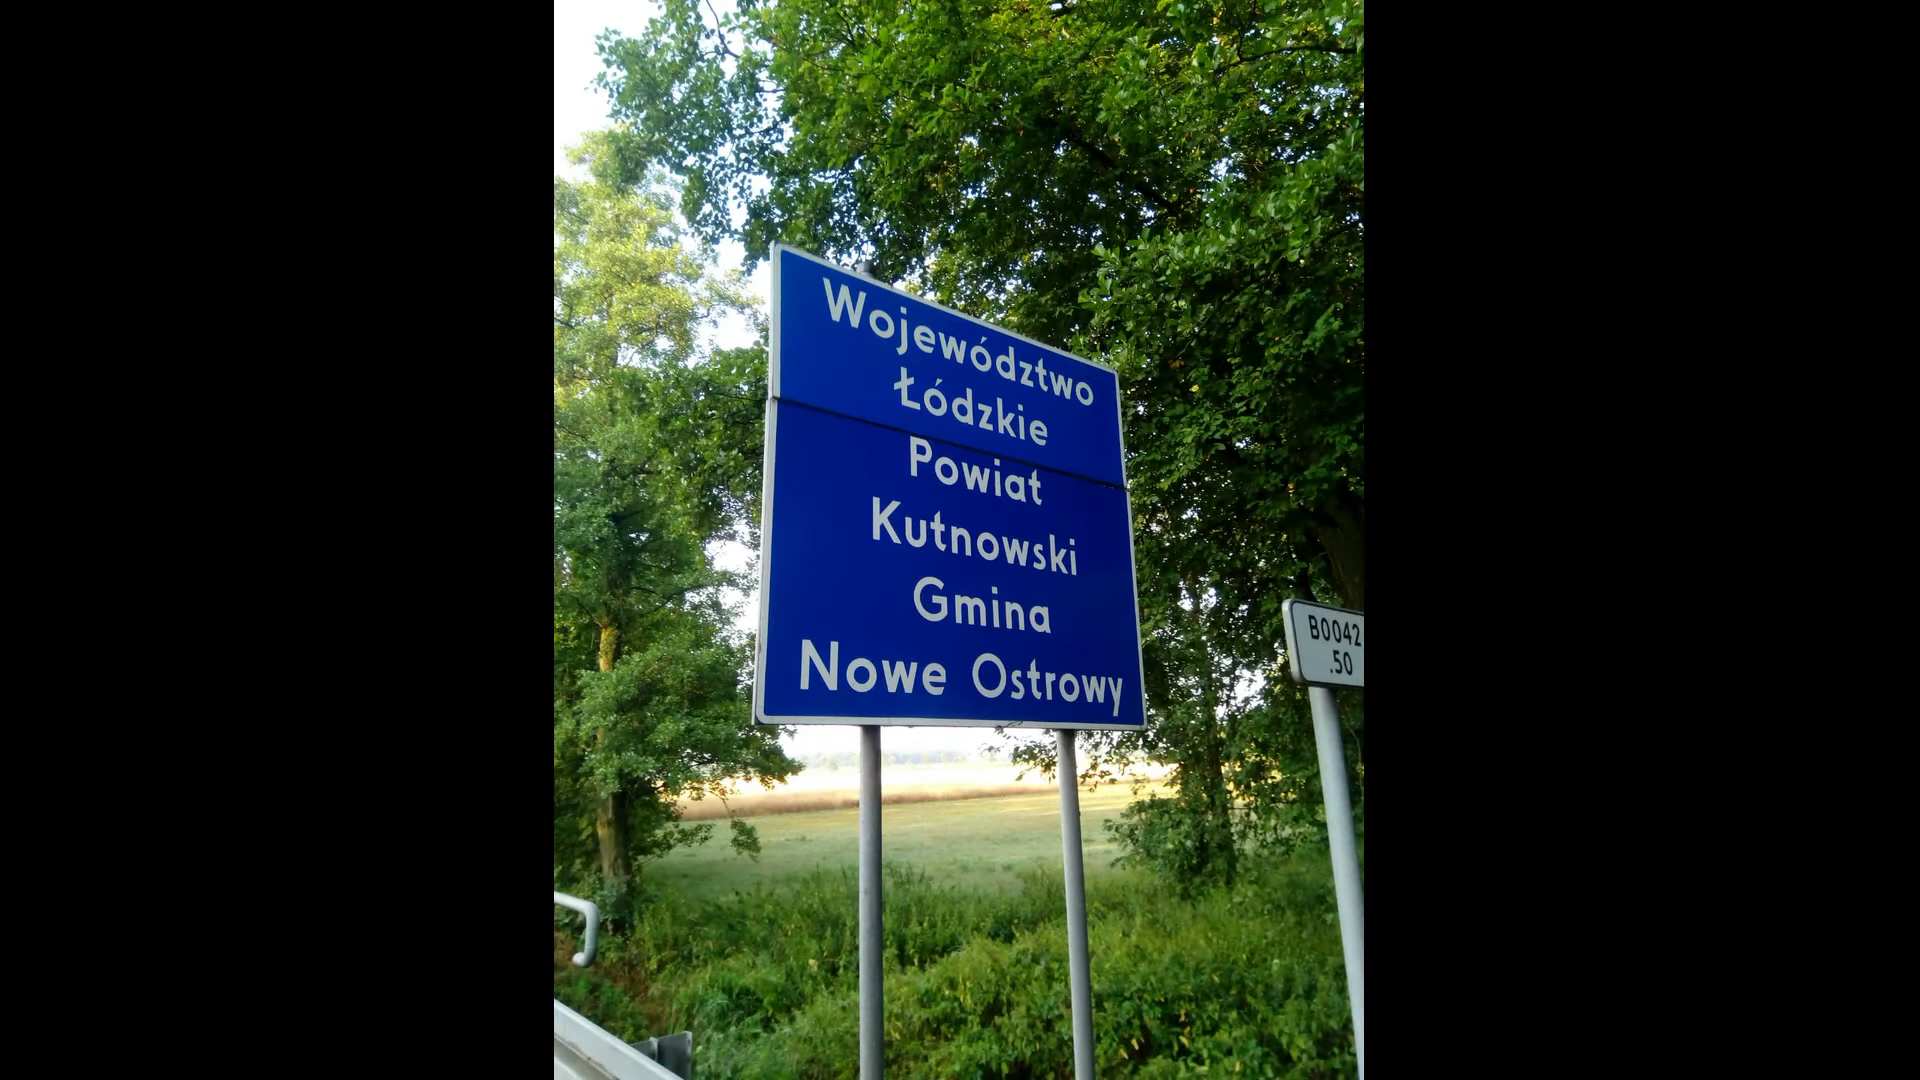 Województwo
Łódzkie
Powiat
Kutnowski
Gmina
Nowe Ostrowy
B0042
.50